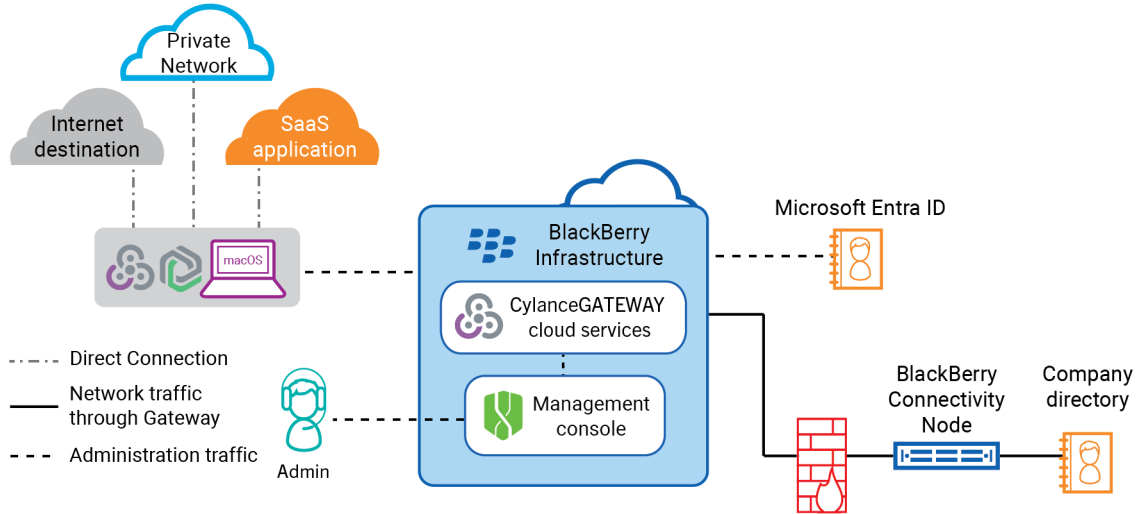 Private
Network
Internet
destination
SaaS
application
macOS
BlackBerry
Infrastructure
Microsoft Entra ID
CylanceGATEWAY
cloud services
Direct Connection
Network traffic
through Gateway
Administration traffic
Admin
Management
console
BlackBerry
Connectivity
Node
Company
directory